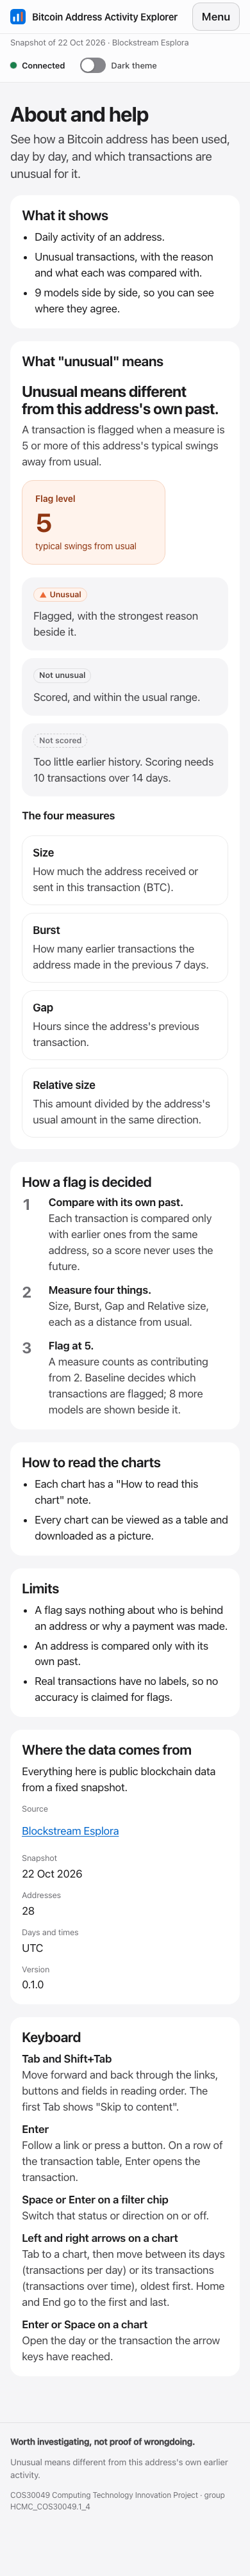 Bitcoin Address Activity Explorer
Menu
Snapshot of 22 Oct 2026 · Blockstream Esplora
Connected
Dark theme
About and help
See how a Bitcoin address has been used,
day by day, and which transactions are
unusual for it.
What it shows
• Daily activity of an address.
• Unusual transactions, with the reason
and what each was compared with.
• 9 models side by side, so you can see
where they agree.
What "unusual" means
Unusual means different
from this address's own past.
A transaction is flagged when a measure is
5 or more of this address's typical swings
away from usual.
Flag level
5
typical swings from usual
Unusual
Flagged, with the strongest reason
beside it.
Not unusual
Scored, and within the usual range.
Not scored
Too little earlier history. Scoring needs
10 transactions over 14 days.
The four measures
Size
How much the address received or
sent in this transaction (BTC).
Burst
How many earlier transactions the
address made in the previous 7 days.
Gap
Hours since the address's previous
transaction.
Relative size
This amount divided by the address's
usual amount in the same direction.
How a flag is decided
1 Compare with its own past.
Each transaction is compared only
with earlier ones from the same
address, so a score never uses the
future.
2 Measure four things.
Size, Burst, Gap and Relative size,
each as a distance from usual.
3 Flag at 5.
A measure counts as contributing
from 2. Baseline decides which
transactions are flagged; 8 more
models are shown beside it.
How to read the charts
• Each chart has a "How to read this
chart" note.
• Every chart can be viewed as a table and
downloaded as a picture.
Limits
• A flag says nothing about who is behind
an address or why a payment was made.
• An address is compared only with its
own past.
• Real transactions have no labels, so no
accuracy is claimed for flags.
Where the data comes from
Everything here is public blockchain data
from a fixed snapshot.
Source
Blockstream Esplora
Snapshot
22 Oct 2026
Addresses
28
Days and times
UTC
Version
0.1.0
Keyboard
Tab and Shift+Tab
Move forward and back through the links,
buttons and fields in reading order. The
first Tab shows "Skip to content".
Enter
Follow a link or press a button. On a row of
the transaction table, Enter opens the
transaction.
Space or Enter on a filter chip
Switch that status or direction on or off.
Left and right arrows on a chart
Tab to a chart, then move between its days
(transactions per day) or its transactions
(transactions over time), oldest first. Home
and End go to the first and last.
Enter or Space on a chart
Open the day or the transaction the arrow
keys have reached.
Worth investigating, not proof of wrongdoing.
Unusual means different from this address's own earlier
activity.
COS30049 Computing Technology Innovation Project · group
HCMC_COS30049.1_4